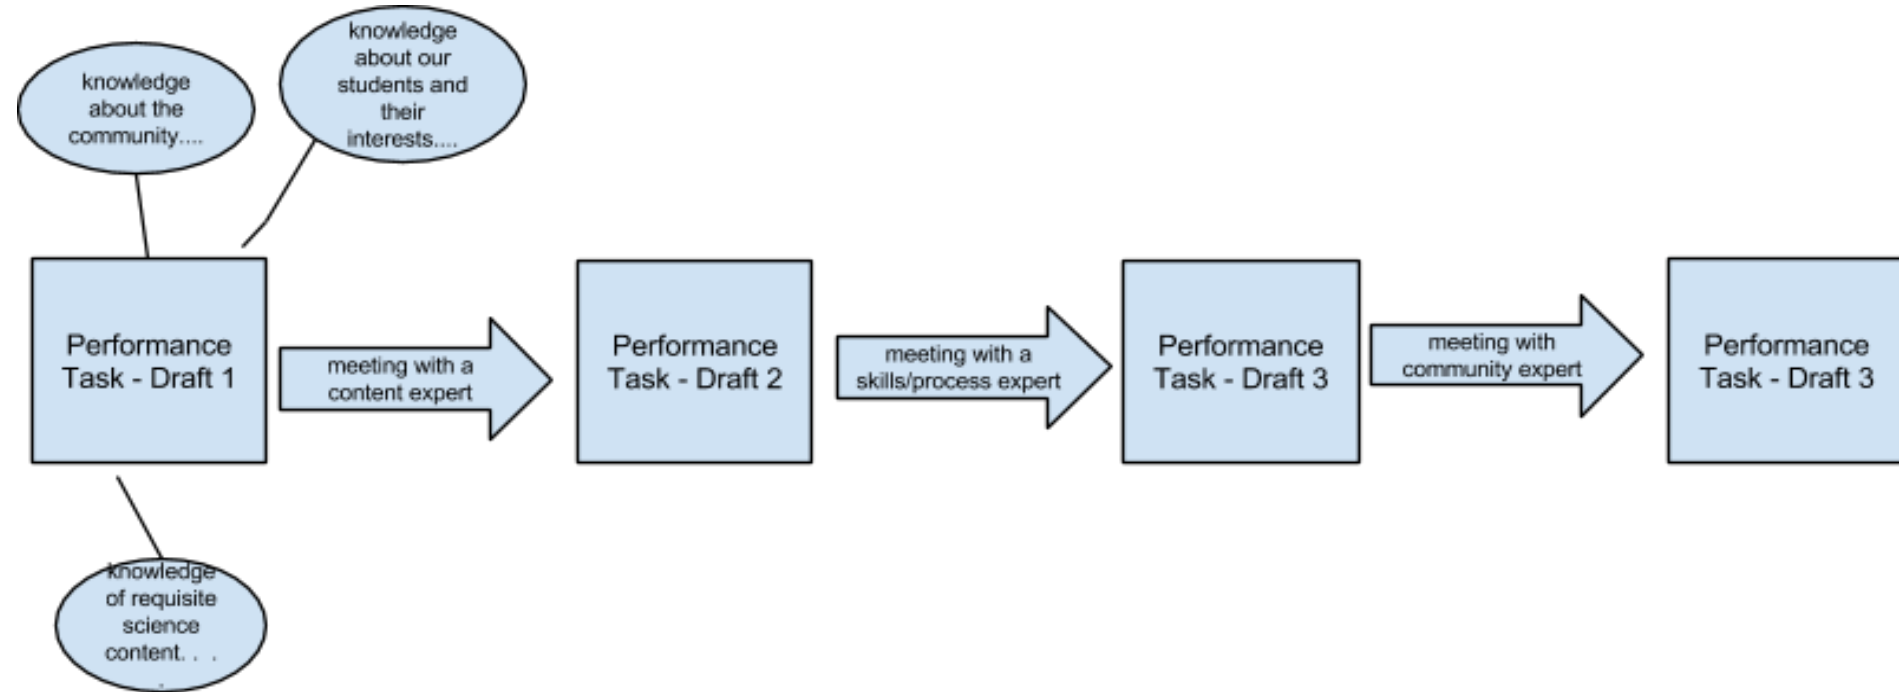 knowledge
about the
community....
knowledge
about our
students and
their
interests....
Performance
Task - Draft 1
meeting with a
content expert
Performance
Task - Draft 2
meeting with a
skills/process expert
Performance
Task - Draft 3
meeting with
community expert
Performance
Task - Draft 3
knowledge
of requisite
science
content. . .
.